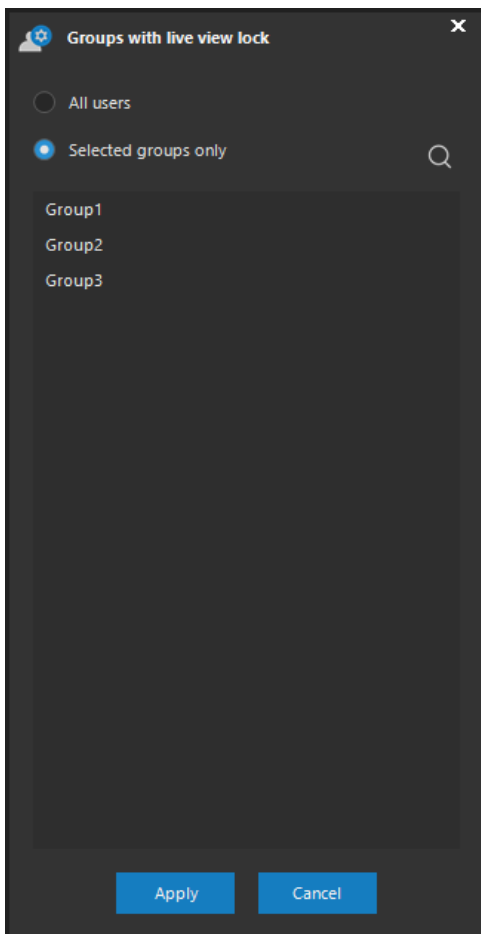 Groups with live view lock
All users
Selected groups only
Group1
Group2
Group3
Apply
Cancel